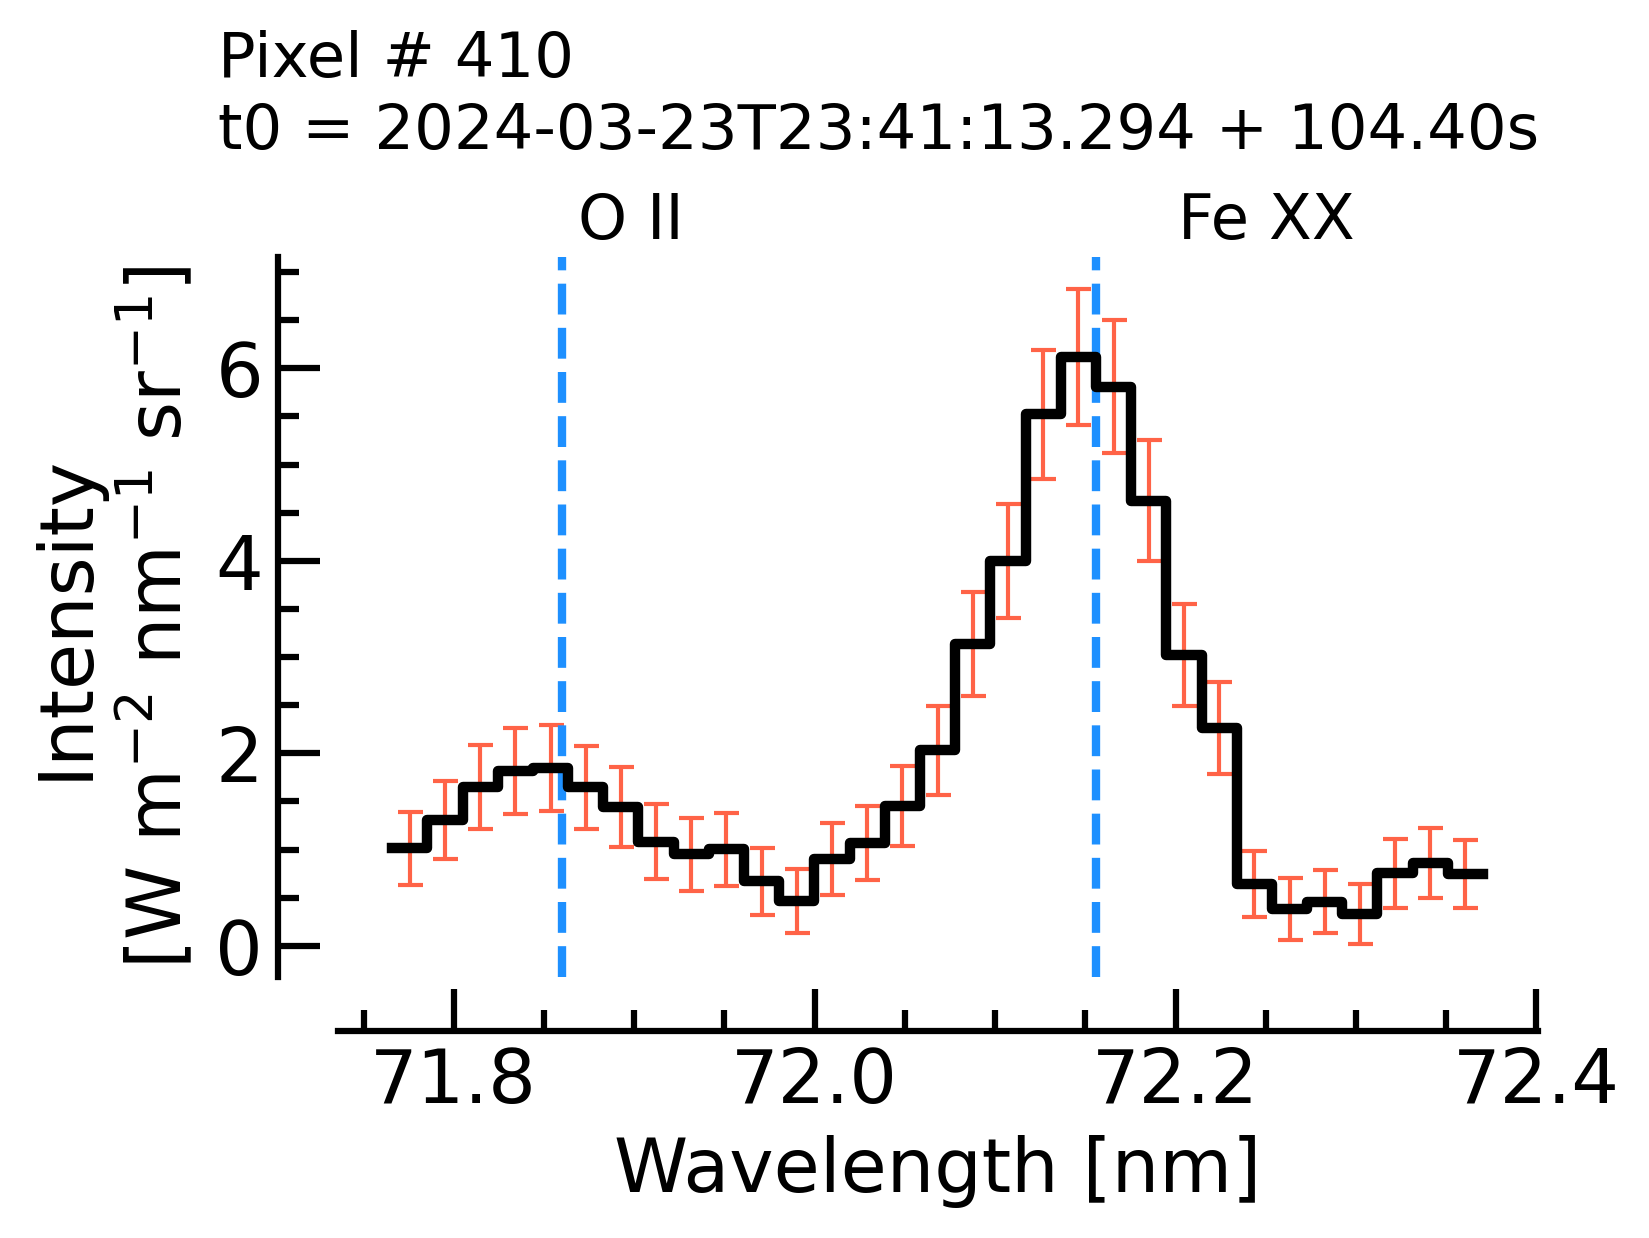 Pixel # 410
t0 = 2024-03-23T23:41:13.294 + 104.40s
O II
Fe XX
Intensity
[W m⁻² nm⁻¹ sr⁻¹]
6
4
2
0
71.8 72.0 72.2 72.4
Wavelength [nm]